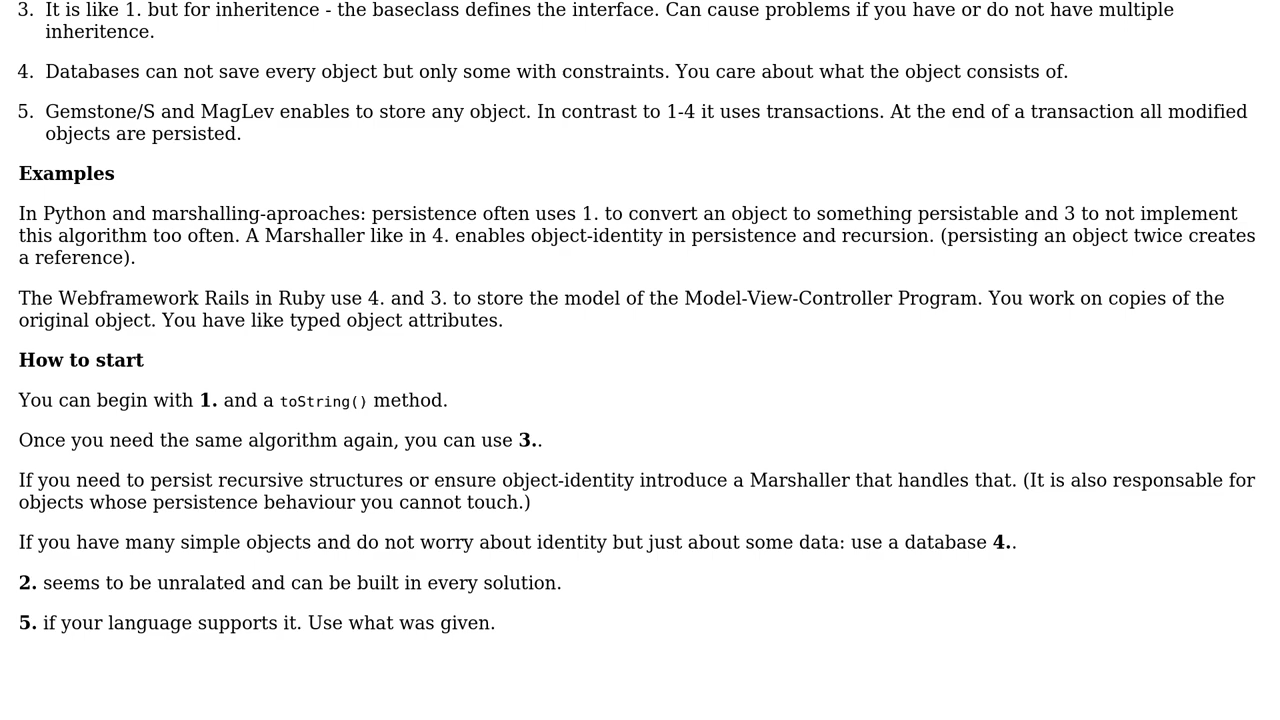 3. It is like 1. but for inheritence - the baseclass defines the interface. Can cause problems if you have or do not have multiple
inheritence.
4. Databases can not save every object but only some with constraints. You care about what the object consists of.
5. Gemstone/S and MagLev enables to store any object. In contrast to 1-4 it uses transactions. At the end of a transaction all modified
objects are persisted.
Examples
In Python and marshalling-aproaches: persistence often uses 1. to convert an object to something persistable and 3 to not implement
this algorithm too often. A Marshaller like in 4. enables object-identity in persistence and recursion. (persisting an object twice creates
a reference).
The Webframework Rails in Ruby use 4. and 3. to store the model of the Model-View-Controller Program. You work on copies of the
original object. You have like typed object attributes.
How to start
You can begin with 1. and a toString() method.
Once you need the same algorithm again, you can use 3..
If you need to persist recursive structures or ensure object-identity introduce a Marshaller that handles that. (It is also responsable for
objects whose persistence behaviour you cannot touch.)
If you have many simple objects and do not worry about identity but just about some data: use a database 4..
2. seems to be unralated and can be built in every solution.
5. if your language supports it. Use what was given.